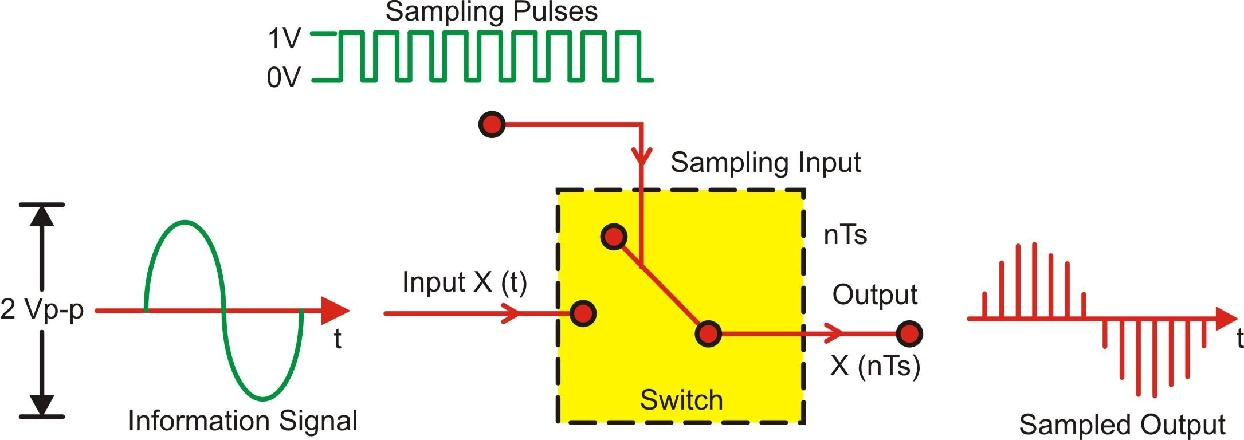 Sampling Pulses
1V
0V
Sampling Input
nTs
Input X (t)
Output
2 Vp-p
t
t
X (nTs)
Switch
Information Signal
Sampled Output